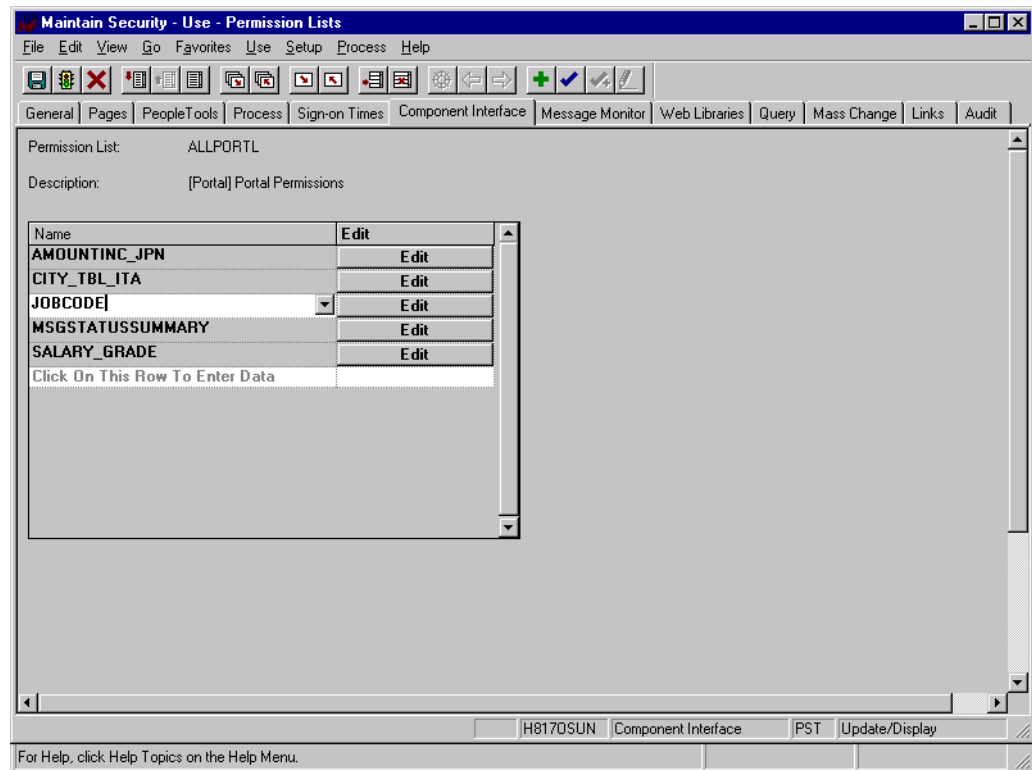 Maintain Security - Use - Permission Lists
File Edit View Go Favorites Use Setup Process Help
General Pages PeopleTools Process Sign-on Times Component Interface Message Monitor Web Libraries Query Mass Change Links Audit
Permission List: ALLPORTL
Description: [Portal] Portal Permissions
Name Edit
AMOUNTINC_JPN Edit
CITY_TBL_ITA Edit
JOBCODE Edit
MSGSTATUSSUMMARY Edit
SALARY_GRADE Edit
Click On This Row To Enter Data
H817OSUN Component Interface PST Update/Display
For Help, click Help Topics on the Help Menu.